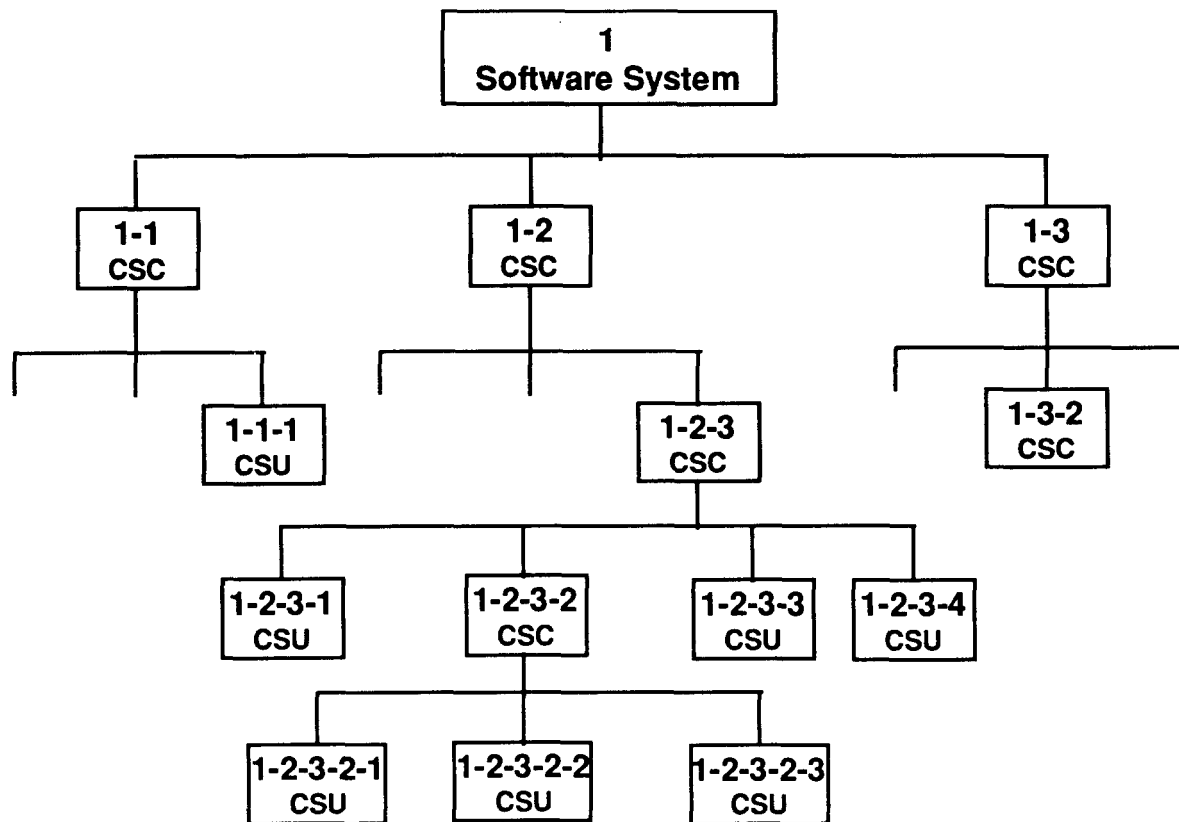 1
Software System
1-1
CSC
1-2
CSC
1-3
CSC
1-1-1
CSU
1-2-3
CSC
1-3-2
CSC
1-2-3-1
CSU
1-2-3-2
CSC
1-2-3-3
CSU
1-2-3-4
CSU
1-2-3-2-1
CSU
1-2-3-2-2
CSU
1-2-3-2-3
CSU